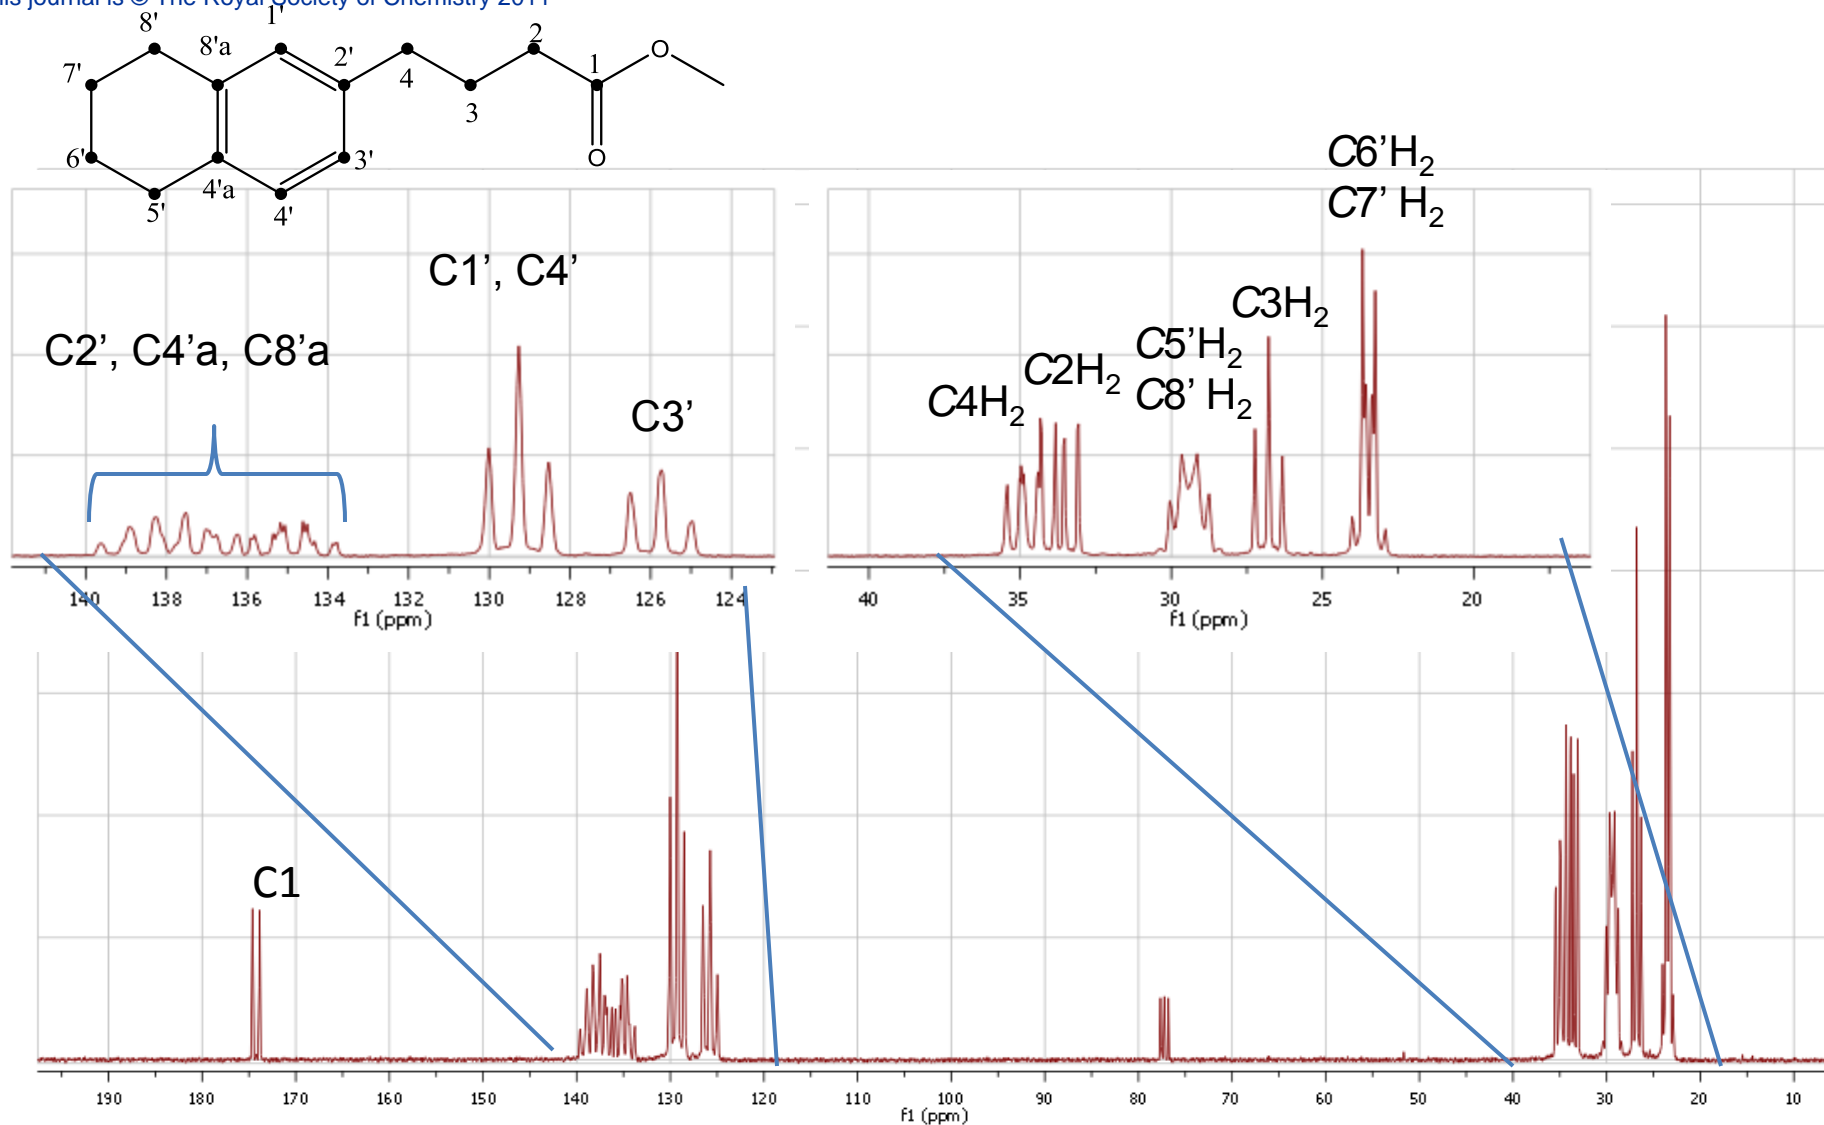 his journal is © The Royal Society of Chemistry 2011
8' 8'a 1' 2' 4 3 2 1 O O
7' 6' 5' 4'a 4' 3'
C6’H2
C7’ H2
C1’, C4’
C2’, C4’a, C8’a
C3’
C3H2
C5’H2
C8’ H2
C2H2
C4H2
140 138 136 134 132 130 128 126 124
f1 (ppm)
40 35 30 25 20
f1 (ppm)
C1
190 180 170 160 150 140 130 120 110 100 90 80 70 60 50 40 30 20 10
f1 (ppm)